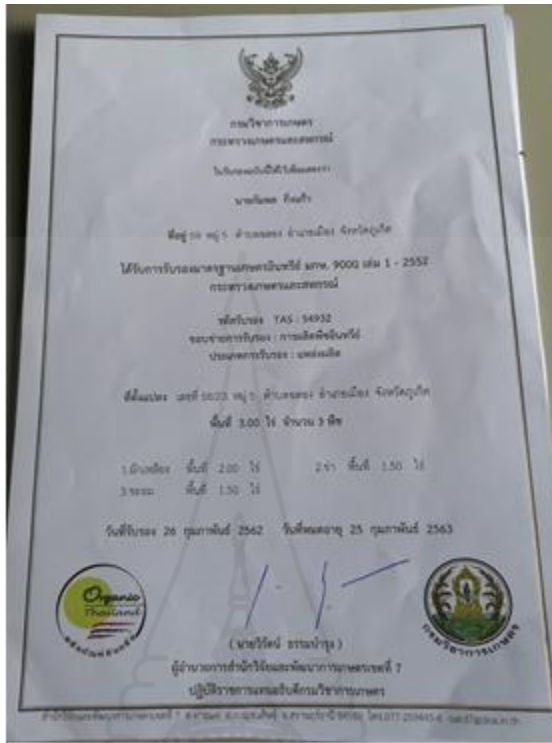 กรมวิชาการเกษตร
กระทรวงเกษตรและสหกรณ์
ใบรับรองฉบับนี้ให้ไว้เพื่อแสดงว่า
ที่อยู่ หมู่ 5 อำเภอเมือง จังหวัดภูเก็ต
ได้รับการรับรองมาตรฐานเกษตรอินทรีย์ มกษ. 9000 เล่ม 1 - 2552
กระทรวงเกษตรและสหกรณ์
รหัสรับรอง TAS : 54932
ขอบข่ายการรับรอง : การผลิตพืชอินทรีย์
ประเภทการรับรอง : แหล่งผลิต
ที่ตั้งแปลง เลขที่ หมู่ 5 อำเภอเมือง จังหวัดภูเก็ต
พื้นที่ 3.00 ไร่ จำนวน 3 พืช
1.ผักเหลียง พื้นที่ 2.00 ไร่ 2.ข่า พื้นที่ 1.50 ไร่
3.ชะอม พื้นที่ 1.50 ไร่
วันที่รับรอง 26 กุมภาพันธ์ 2562 วันที่หมดอายุ 25 กุมภาพันธ์ 2563
Organic
Thailand
กรมวิชาการเกษตร
(นายวิรัตน์ ธรรมบำรุง)
ผู้อำนวยการสำนักวิจัยและพัฒนาการเกษตรเขตที่ 7
ปฏิบัติราชการแทนอธิบดีกรมวิชาการเกษตร
สำนักวิจัยและพัฒนาการเกษตรเขตที่ 7